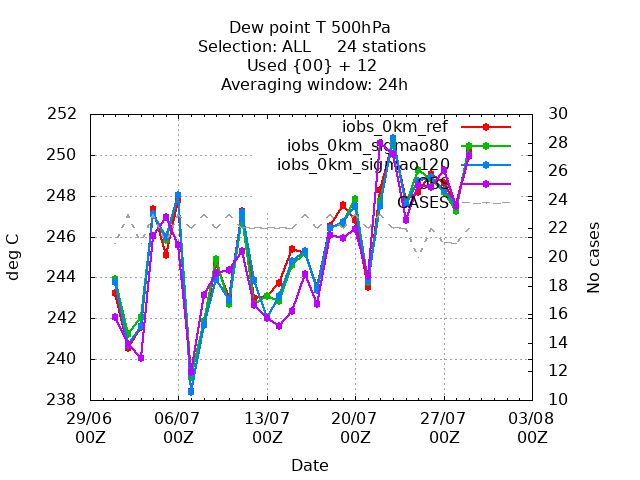 Dew point T 500hPa
Selection: ALL 24 stations
Used {00} + 12
Averaging window: 24h
252
250
248
246
244
242
240
238
deg C
30
28
26
24
22
20
18
16
14
12
10
No cases
iobs_0km_ref
iobs_0km_sigmao80
iobs_0km_sigmao120
OBS
CASES
29/06 06/07 13/07 20/07 27/07 03/08
00Z 00Z 00Z 00Z 00Z 00Z
Date